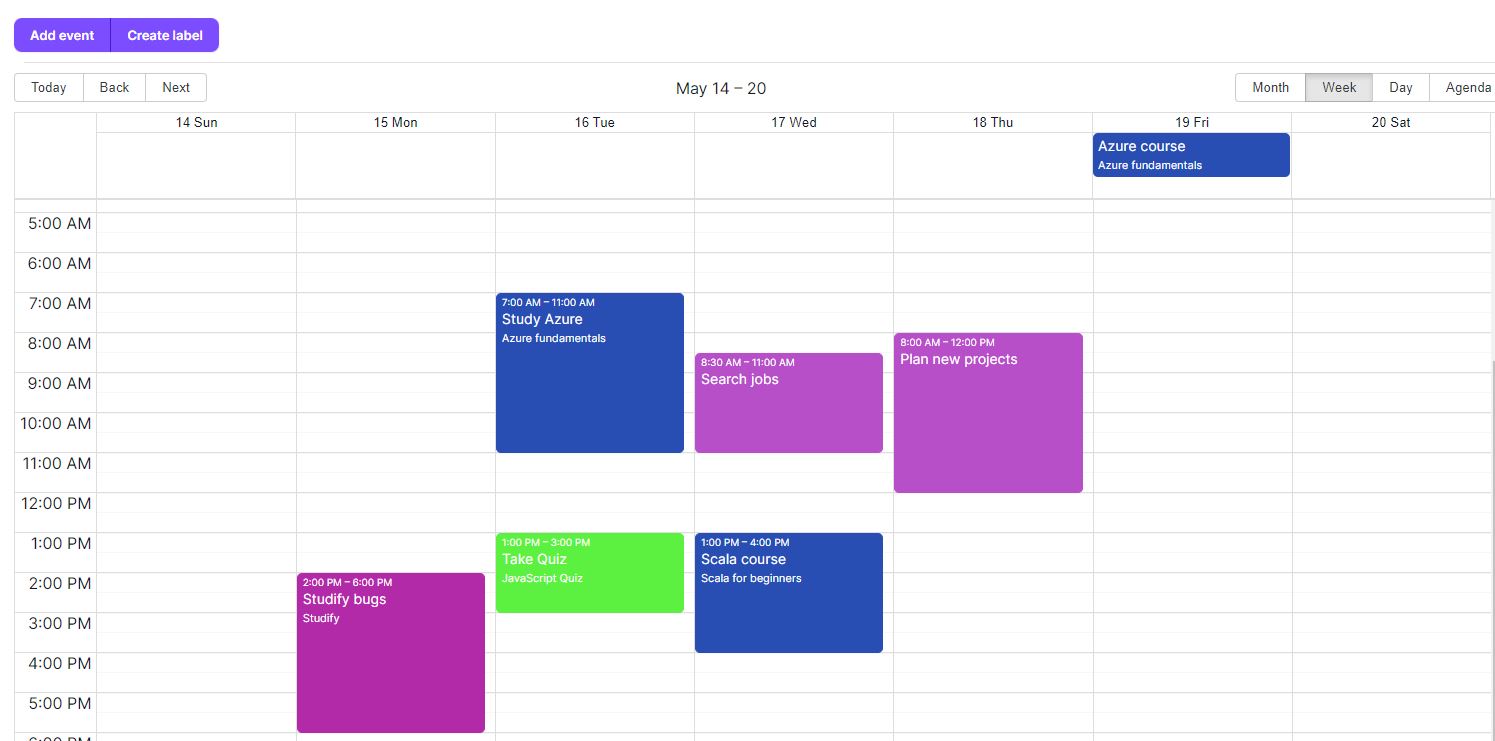 Add event Create label
Today Back Next
May 14 – 20
Month Week Day Agenda
14 Sun 15 Mon 16 Tue 17 Wed 18 Thu 19 Fri 20 Sat
Azure course
Azure fundamentals
5:00 AM
6:00 AM
7:00 AM
8:00 AM
9:00 AM
10:00 AM
11:00 AM
12:00 PM
1:00 PM
2:00 PM
3:00 PM
4:00 PM
5:00 PM
6:00 PM
2:00 PM – 6:00 PM
Studify bugs
Studify
7:00 AM – 11:00 AM
Study Azure
Azure fundamentals
1:00 PM – 3:00 PM
Take Quiz
JavaScript Quiz
8:30 AM – 11:00 AM
Search jobs
1:00 PM – 4:00 PM
Scala course
Scala for beginners
8:00 AM – 12:00 PM
Plan new projects